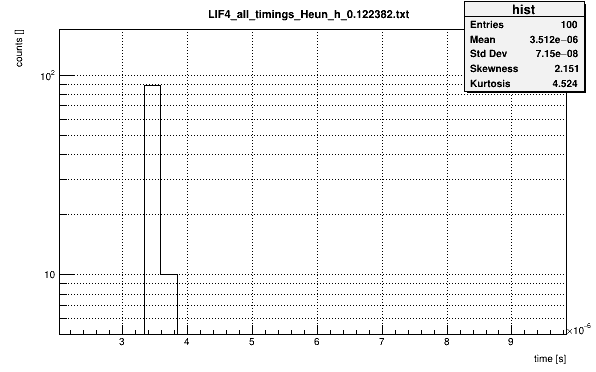 LIF4_all_timings_Heun_h_0.122382.txt
hist
Entries 100
Mean 3.512e−06
Std Dev 7.15e−08
Skewness 2.151
Kurtosis 4.524
counts []
10²
10
3 4 5 6 7 8 9
×10⁻⁶
time [s]